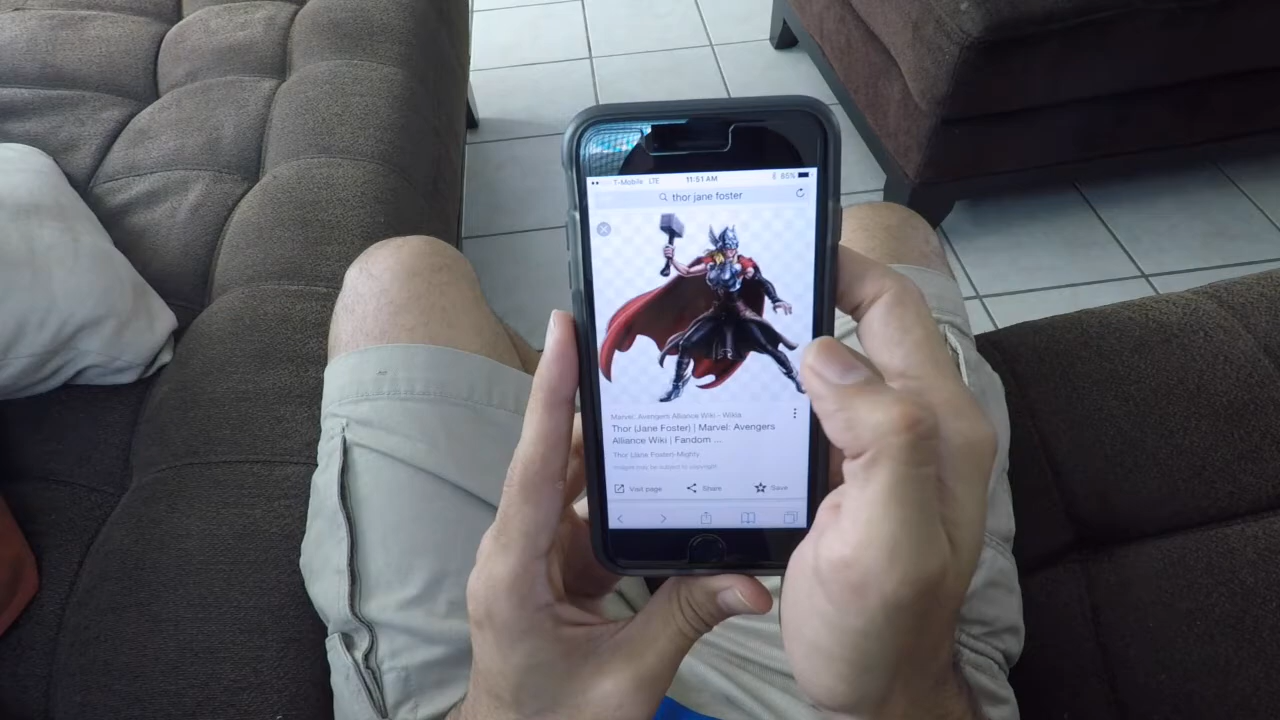 T-Mobile LTE 11:51 AM 85%
thor jane foster
Marvel: Avengers Alliance Wiki - Wikia
Thor (Jane Foster) | Marvel: Avengers
Alliance Wiki | Fandom ...
Thor (Jane Foster)-Mighty
Images may be subject to copyright
Visit page Share Save